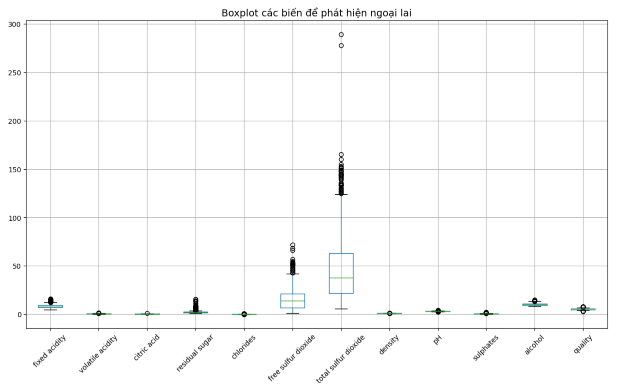 Boxplot các biến để phát hiện ngoại lai
300
250
200
150
100
50
0
fixed acidity
volatile acidity
citric acid
residual sugar
chlorides
free sulfur dioxide
total sulfur dioxide
density
pH
sulphates
alcohol
quality